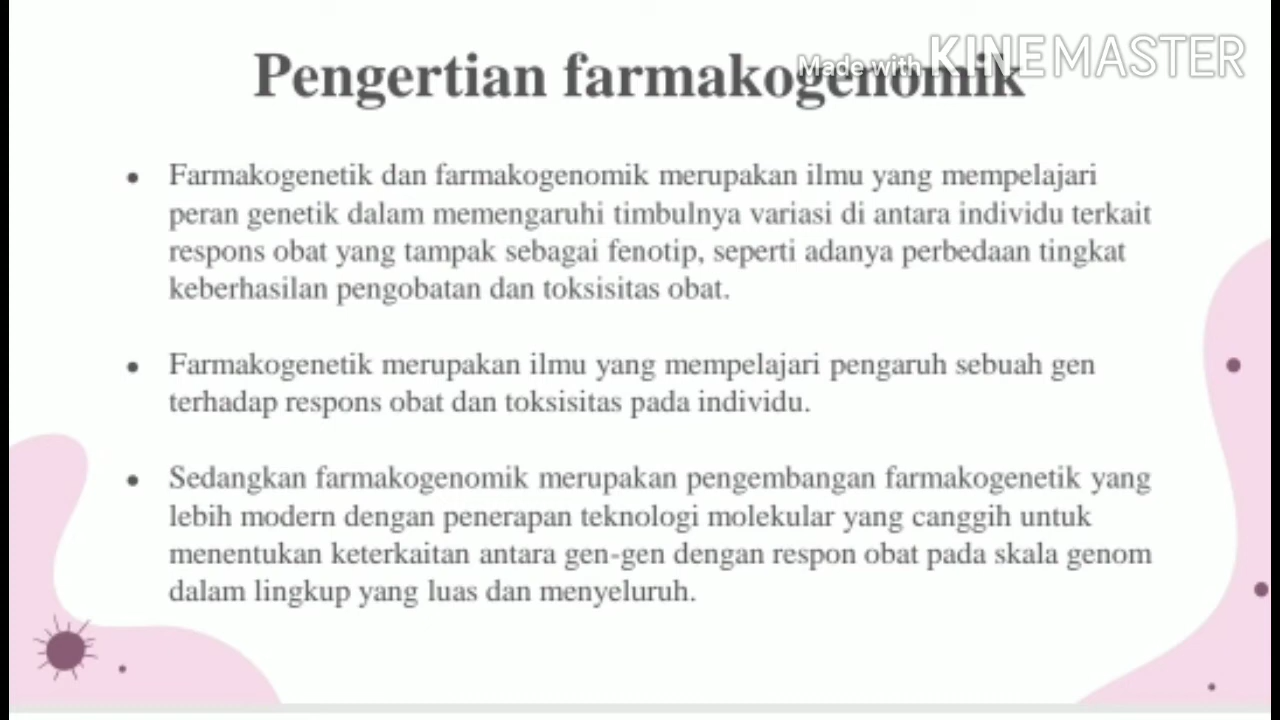 Made with KINEMASTER
Pengertian farmakogenomik
• Farmakogenetik dan farmakogenomik merupakan ilmu yang mempelajari
peran genetik dalam memengaruhi timbulnya variasi di antara individu terkait
respons obat yang tampak sebagai fenotip, seperti adanya perbedaan tingkat
keberhasilan pengobatan dan toksisitas obat.
• Farmakogenetik merupakan ilmu yang mempelajari pengaruh sebuah gen
terhadap respons obat dan toksisitas pada individu.
• Sedangkan farmakogenomik merupakan pengembangan farmakogenetik yang
lebih modern dengan penerapan teknologi molekular yang canggih untuk
menentukan keterkaitan antara gen-gen dengan respon obat pada skala genom
dalam lingkup yang luas dan menyeluruh.